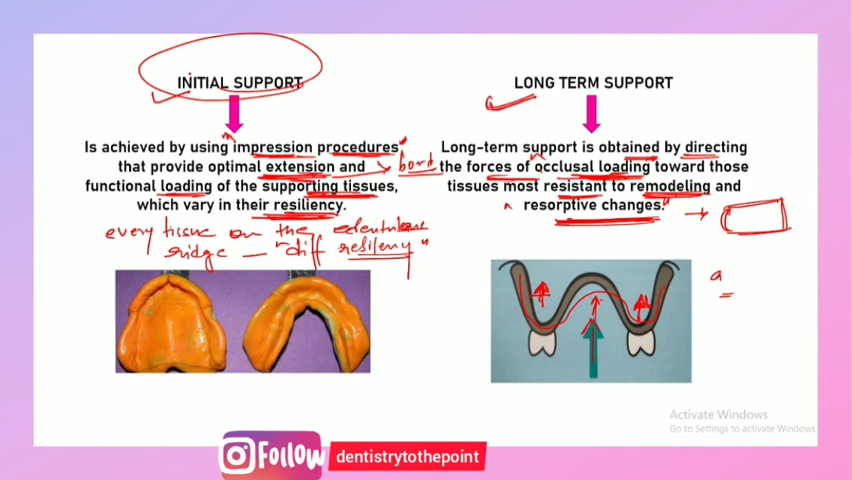 INITIAL SUPPORT
Is achieved by using impression procedures
that provide optimal extension and
functional loading of the supporting tissues,
which vary in their resiliency.
every tissue on the
ridge — diff resiliency"
LONG TERM SUPPORT
Long-term support is obtained by directing
the forces of occlusal loading toward those
tissues most resistant to remodeling and
resorptive changes."
a
Activate Windows
Go to Settings to activate Windows.
Follow
dentistrytothepoint